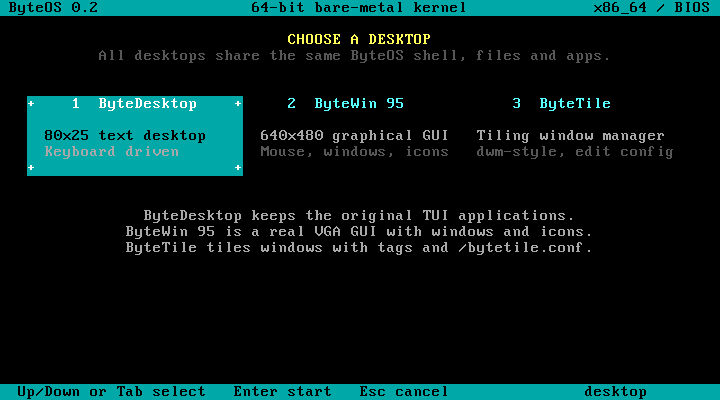 ByteOS 0.2 64-bit bare-metal kernel x86_64 / BIOS
CHOOSE A DESKTOP
All desktops share the same ByteOS shell, files and apps.
+ 1 ByteDesktop + 2 ByteWin 95 3 ByteTile
80x25 text desktop 640x480 graphical GUI Tiling window manager
Keyboard driven Mouse, windows, icons dwm-style, edit config
+ +
ByteDesktop keeps the original TUI applications.
ByteWin 95 is a real VGA GUI with windows and icons.
ByteTile tiles windows with tags and /bytetile.conf.
Up/Down or Tab select Enter start Esc cancel desktop